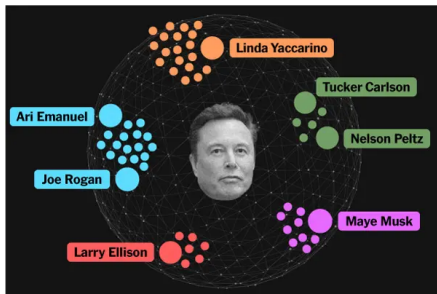 Linda Yaccarino
Tucker Carlson
Ari Emanuel
Nelson Peltz
Joe Rogan
Maye Musk
Larry Ellison